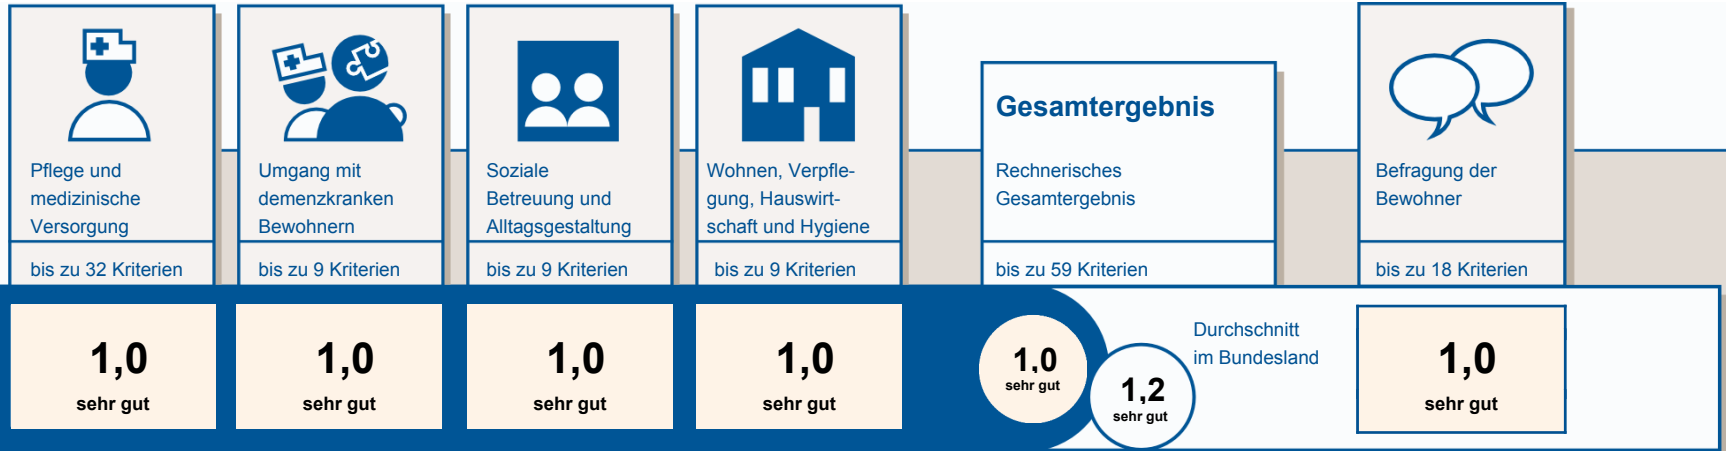 Pflege und
medizinische
Versorgung
bis zu 32 Kriterien
1,0
sehr gut
Umgang mit
demenzkranken
Bewohnern
bis zu 9 Kriterien
1,0
sehr gut
Soziale
Betreuung und
Alltagsgestaltung
bis zu 9 Kriterien
1,0
sehr gut
Wohnen, Verpfle-
gung, Hauswirt-
schaft und Hygiene
bis zu 9 Kriterien
1,0
sehr gut
Gesamtergebnis
Rechnerisches
Gesamtergebnis
bis zu 59 Kriterien
1,0
sehr gut
1,2
sehr gut
Durchschnitt
im Bundesland
Befragung der
Bewohner
bis zu 18 Kriterien
1,0
sehr gut